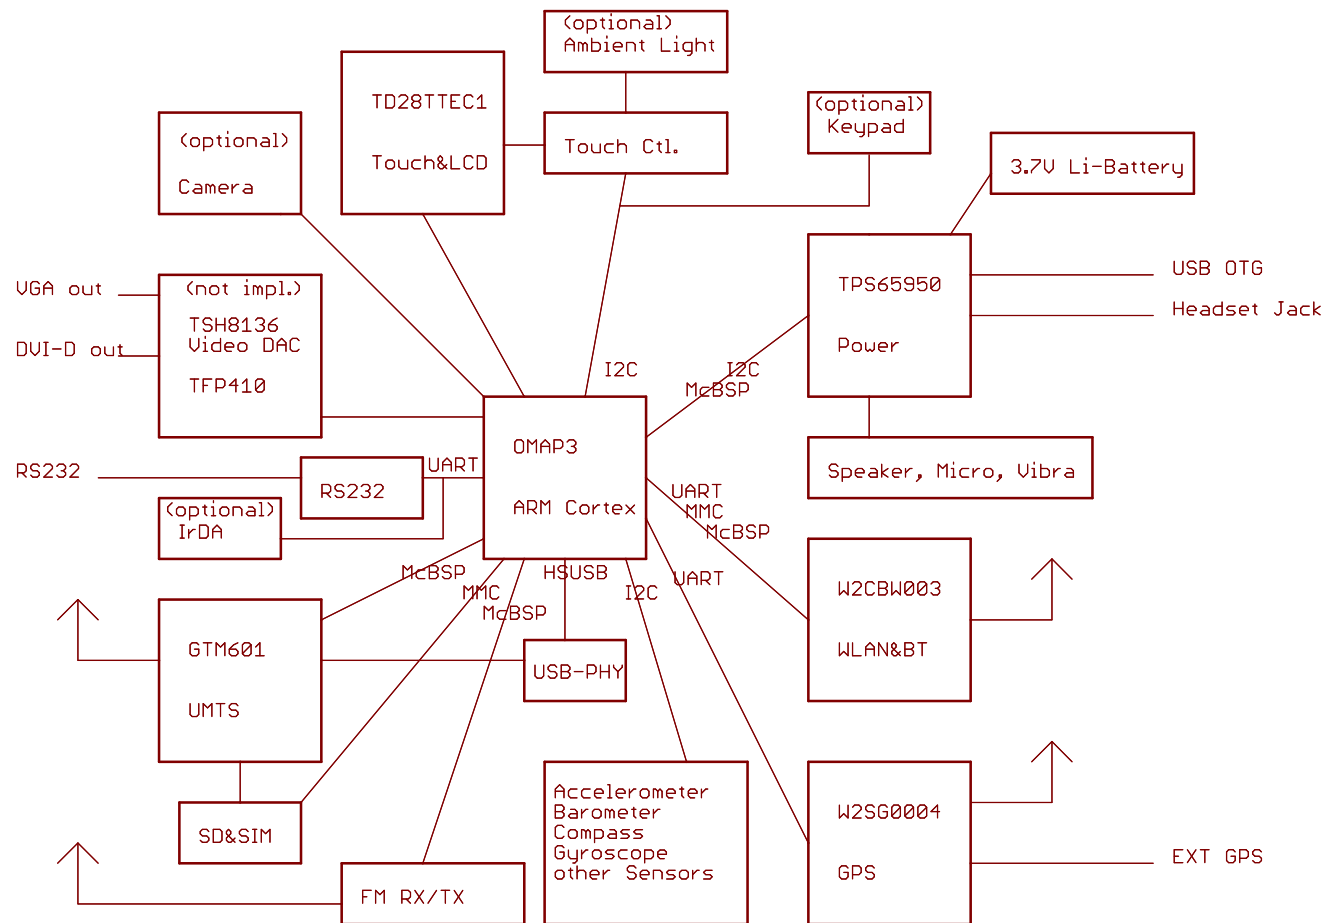 (optional)
Ambient Light
TD28TTEC1
Touch&LCD
Touch Ctl.
(optional)
Keypad
(optional)
Camera
3.7V Li-Battery
VGA out
DVI-D out
(not impl.)
TSH8136
Video DAC
TFP410
TPS65950
Power
USB OTG
Headset Jack
I2C
I2C
McBSP
OMAP3
ARM Cortex
Speaker, Micro, Vibra
RS232
RS232
UART
(optional)
IrDA
UART
MMC
McBSP
McBSP
MMC
McBSP
HSUSB
I2C
UART
W2CBW003
WLAN&BT
GTM601
UMTS
USB-PHY
SD&SIM
FM RX/TX
Accelerometer
Barometer
Compass
Gyroscope
other Sensors
W2SG0004
GPS
EXT GPS